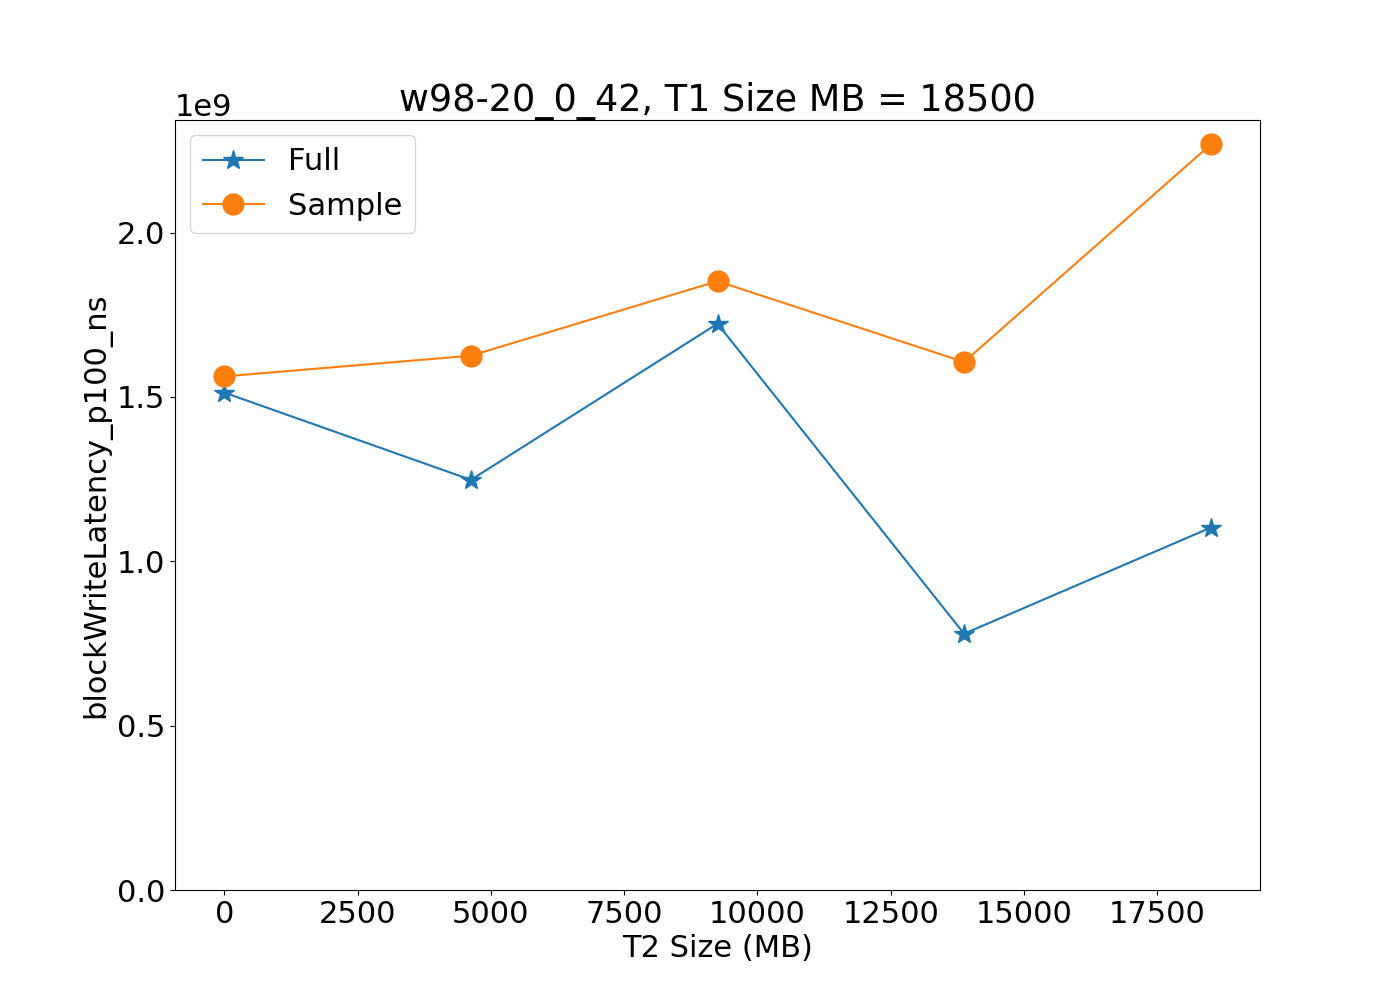 w98-20_0_42, T1 Size MB = 18500
1e9
Full
Sample
2.0
1.5
1.0
0.5
0.0
blockWriteLatency_p100_ns
0 2500 5000 7500 10000 12500 15000 17500
T2 Size (MB)